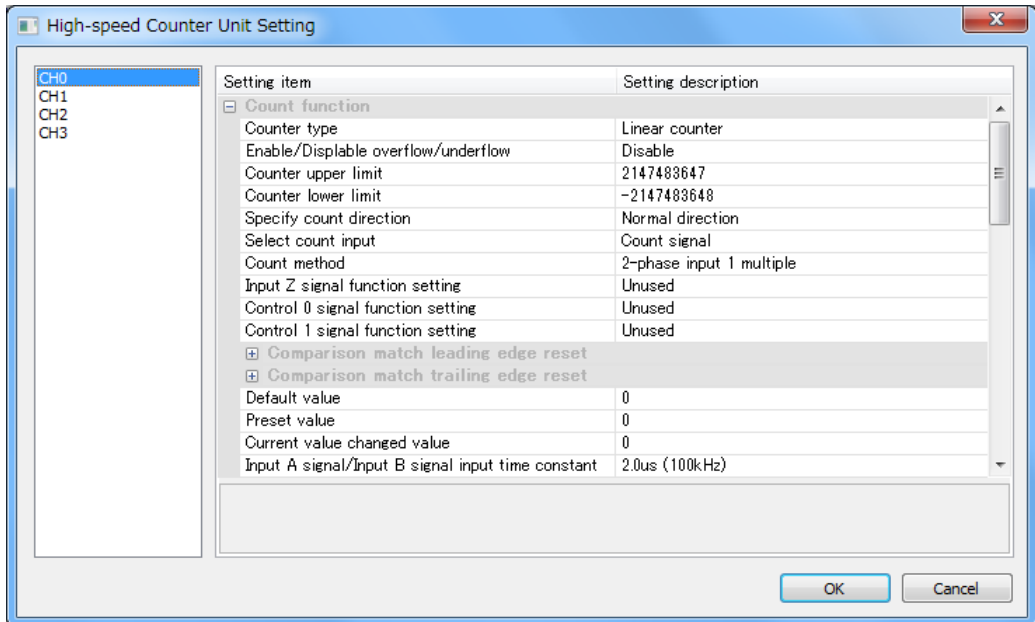 High-speed Counter Unit Setting
CH0
CH1
CH2
CH3
Setting item Setting description
Count function
Counter type Linear counter
Enable/Displable overflow/underflow Disable
Counter upper limit 2147483647
Counter lower limit -2147483648
Specify count direction Normal direction
Select count input Count signal
Count method 2-phase input 1 multiple
Input Z signal function setting Unused
Control 0 signal function setting Unused
Control 1 signal function setting Unused
Comparison match leading edge reset
Comparison match trailing edge reset
Default value 0
Preset value 0
Current value changed value 0
Input A signal/Input B signal input time constant 2.0us (100kHz)
OK Cancel